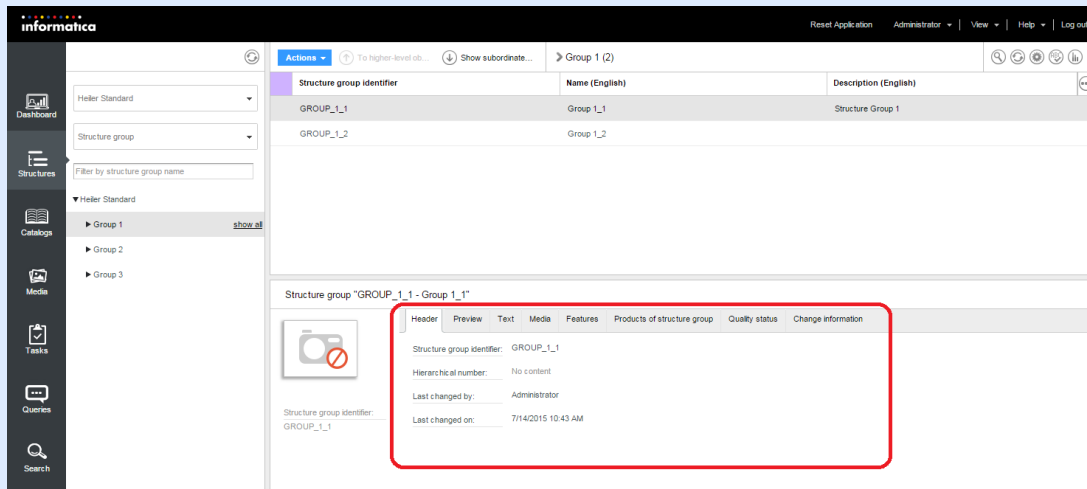 informatica
Reset Application Administrator View Help Log out
Actions To higher-level ob... Show subordinate... Group 1 (2)
Structure group identifier Name (English) Description (English)
GROUP_1_1 Group 1_1 Structure Group 1
GROUP_1_2 Group 1_2
Dashboard
Structures
Catalogs
Media
Tasks
Queries
Search
Heiler Standard
Structure group
Filter by structure group name
Heiler Standard
Group 1 show all
Group 2
Group 3
Structure group "GROUP_1_1 - Group 1_1"
Structure group identifier:
GROUP_1_1
Header Preview Text Media Features Products of structure group Quality status Change information
Structure group identifier: GROUP_1_1
Hierarchical number: No content
Last changed by: Administrator
Last changed on: 7/14/2015 10:43 AM